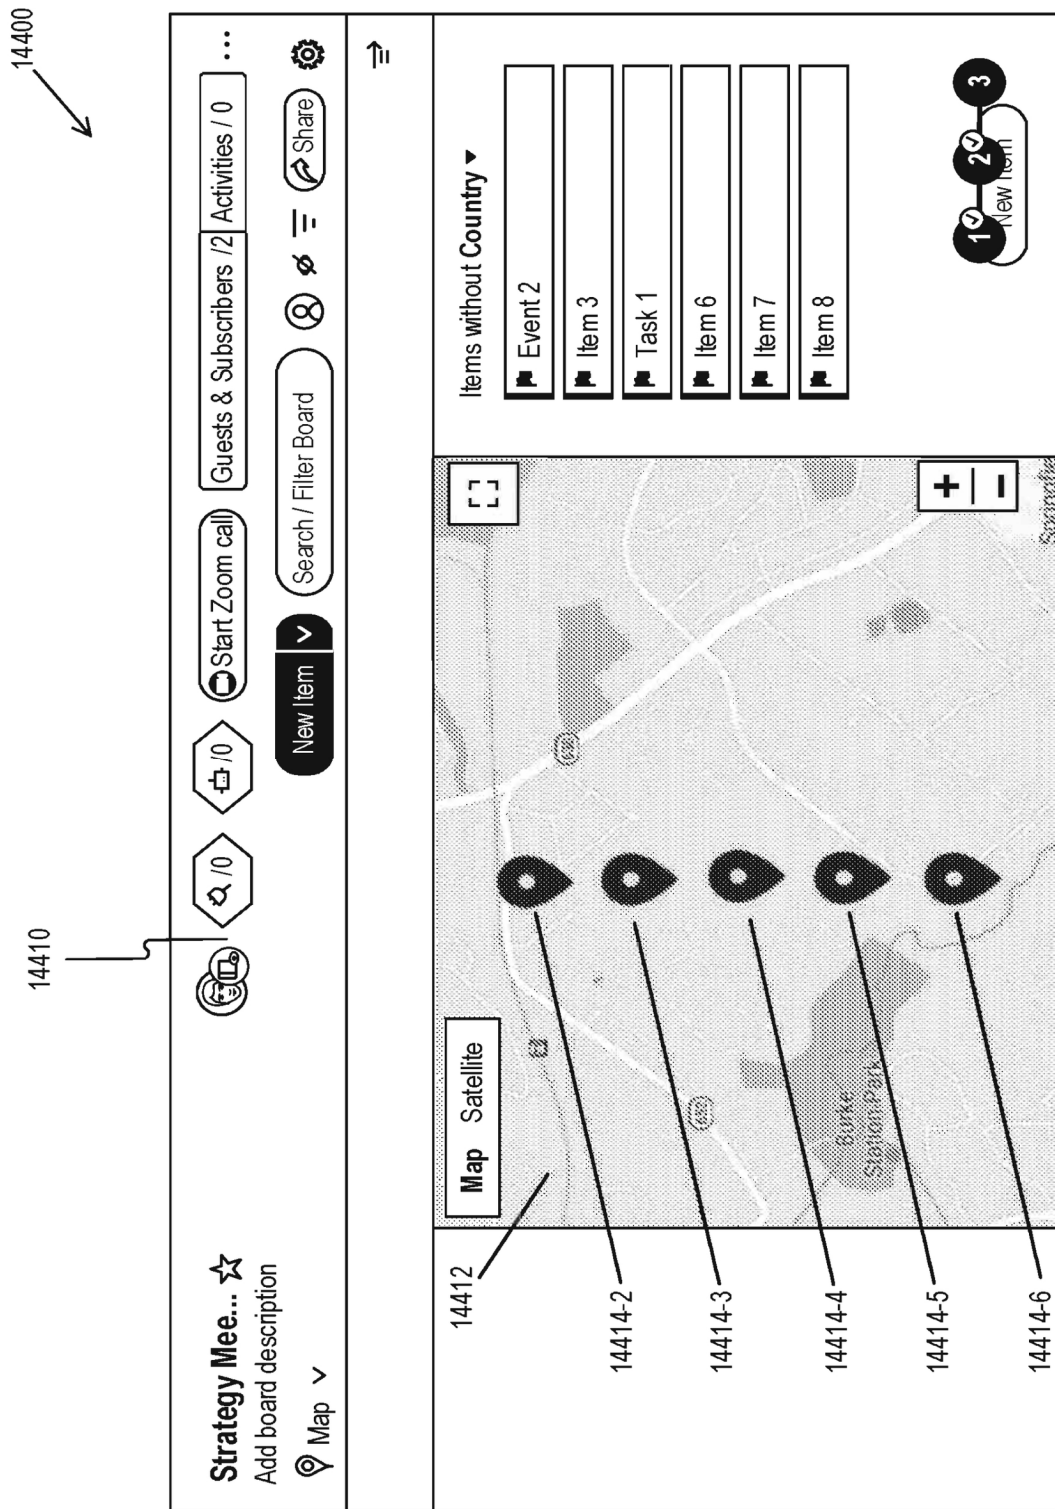 14400
14410
Strategy Mee...
Add board description
Map
/0
/0
Start Zoom call
Guests & Subscribers /2
Activities / 0
...
New Item
Search / Filter Board
Share
14412
Map Satellite
Burke
Station Park
Items without Country
Event 2
Item 3
Task 1
Item 6
Item 7
Item 8
+
−
1
2
3
New Item
14414-2
14414-3
14414-4
14414-5
14414-6